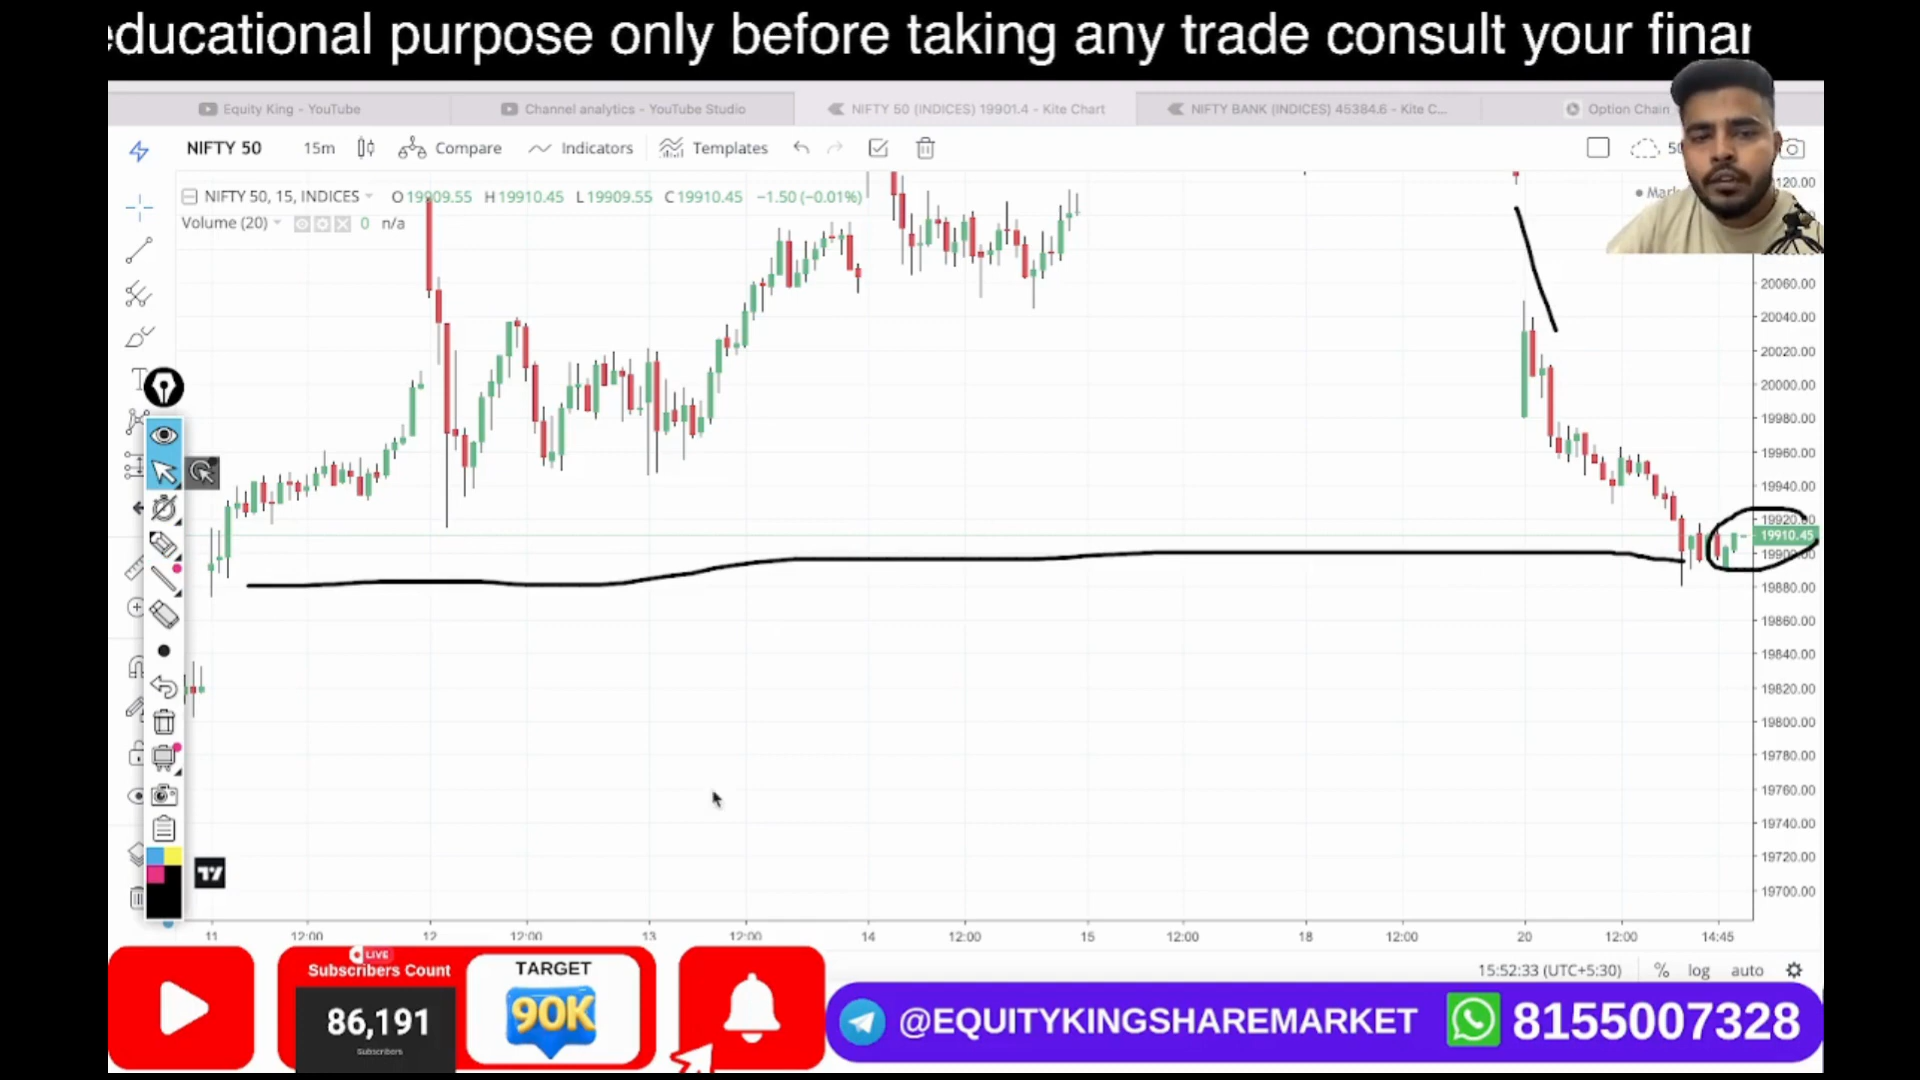 educational purpose only before taking any trade consult your finan
Equity King - YouTube
Channel analytics - YouTube Studio
NIFTY 50 (INDICES) 19901.4 - Kite Chart
NIFTY BANK (INDICES) 45384.6 - Kite C...
Option Chain
NIFTY 50
15m
Compare
Indicators
Templates
NIFTY 50, 15, INDICES
O 19909.55 H 19910.45 L 19909.55 C 19910.45 −1.50 (−0.01%)
Volume (20)
0 n/a
20060.00
20040.00
20020.00
20000.00
19980.00
19960.00
19940.00
19920.00
19910.45
19900.00
19880.00
19860.00
19840.00
19820.00
19800.00
19780.00
19760.00
19740.00
19720.00
19700.00
11 12:00 12 12:00 13 12:00 14 12:00 15 12:00 18 12:00 20 12:00 14:45
15:52:33 (UTC+5:30) % log auto
LIVE
Subscribers Count
86,191
Subscribers
TARGET
90K
@EQUITYKINGSHAREMARKET
8155007328